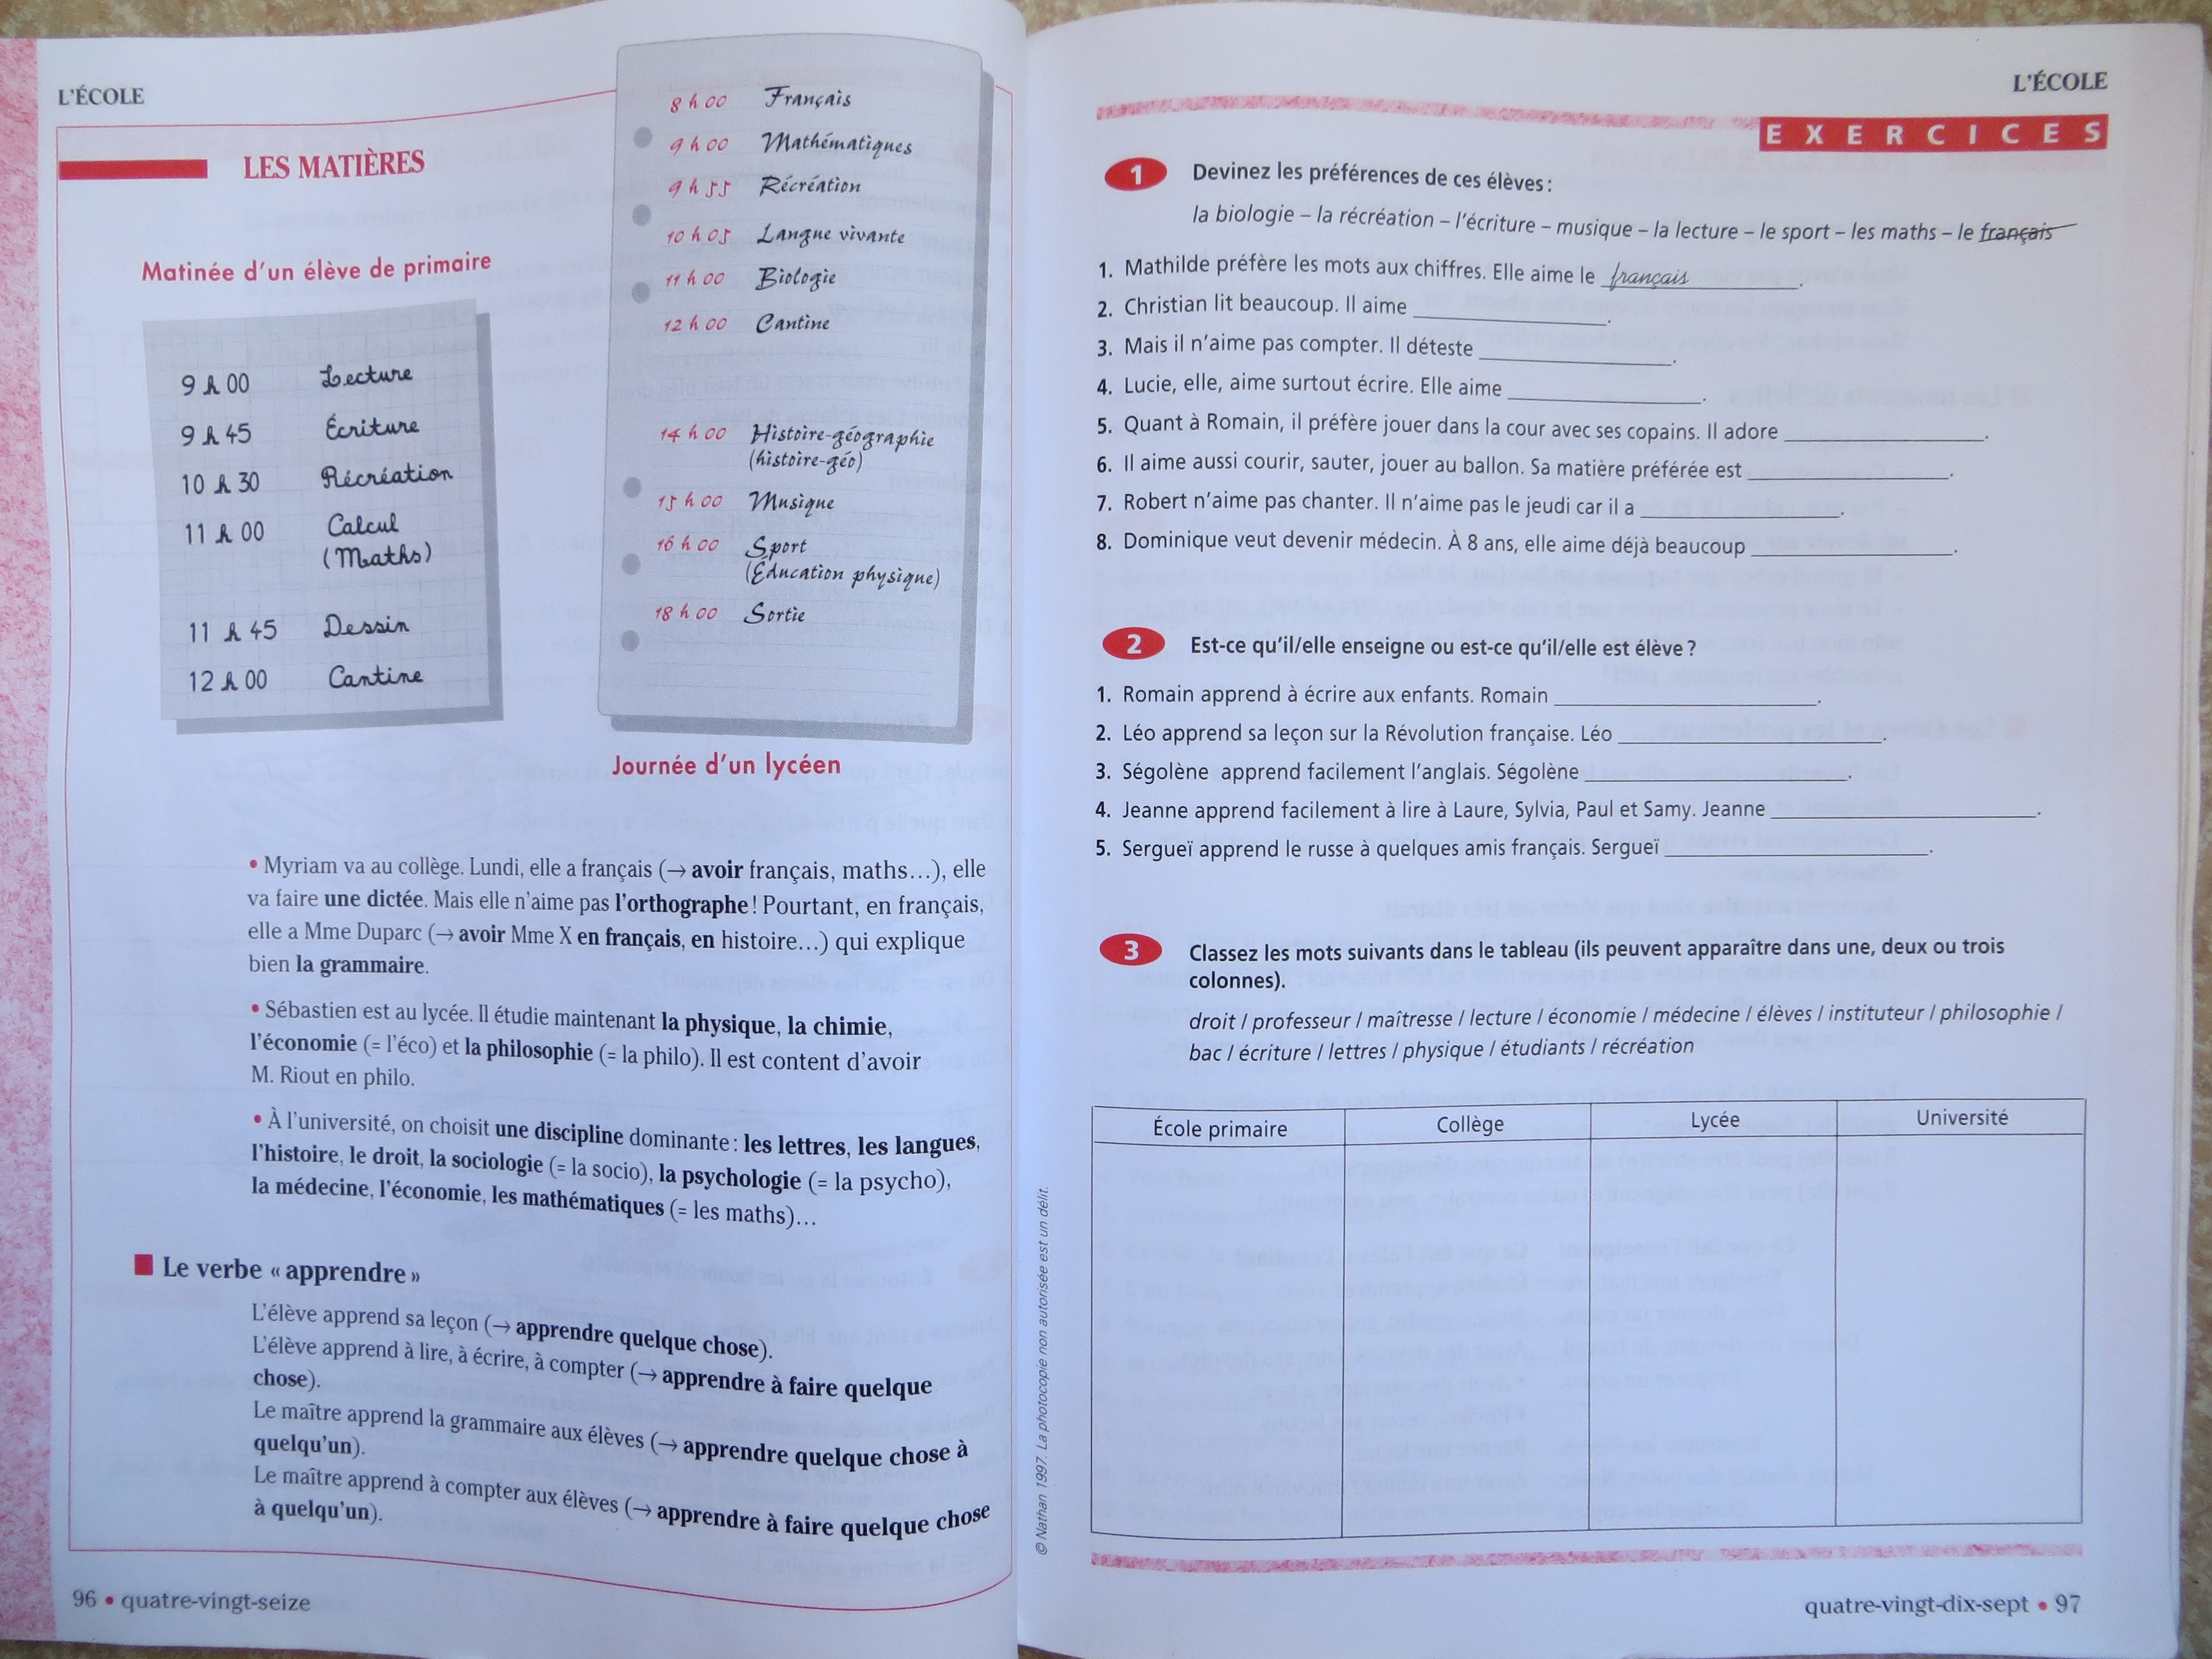 L'ÉCOLE
LES MATIÈRES
Matinée d'un élève de primaire
9 h 00 Lecture
9 h 45 Écriture
10 h 30 Récréation
11 h 00 Calcul
(Maths)
11 h 45 Dessin
12 h 00 Cantine
8 h 00 Français
9 h 00 Mathématiques
9 h 55 Récréation
10 h 05 Langue vivante
11 h 00 Biologie
12 h 00 Cantine
14 h 00 Histoire-géographie
(histoire-géo)
15 h 00 Musique
16 h 00 Sport
(Éducation physique)
18 h 00 Sortie
Journée d'un lycéen
• Myriam va au collège. Lundi, elle a français (→ avoir français, maths…), elle
va faire une dictée. Mais elle n'aime pas l'orthographe ! Pourtant, en français,
elle a Mme Duparc (→ avoir Mme X en français, en histoire…) qui explique
bien la grammaire.
• Sébastien est au lycée. Il étudie maintenant la physique, la chimie,
l'économie (= l'éco) et la philosophie (= la philo). Il est content d'avoir
M. Riout en philo.
• À l'université, on choisit une discipline dominante : les lettres, les langues,
l'histoire, le droit, la sociologie (= la socio), la psychologie (= la psycho),
la médecine, l'économie, les mathématiques (= les maths)…
Le verbe « apprendre »
L'élève apprend sa leçon (→ apprendre quelque chose).
L'élève apprend à lire, à écrire, à compter (→ apprendre à faire quelque
chose).
Le maître apprend la grammaire aux élèves (→ apprendre quelque chose à
quelqu'un).
Le maître apprend à compter aux élèves (→ apprendre à faire quelque chose
à quelqu'un).
96 • quatre-vingt-seize
© Nathan 1997. La photocopie non autorisée est un délit.
L'ÉCOLE
EXERCICES
1 Devinez les préférences de ces élèves :
la biologie – la récréation – l'écriture – musique – la lecture – le sport – les maths – le français
1. Mathilde préfère les mots aux chiffres. Elle aime le français.
2. Christian lit beaucoup. Il aime ____________.
3. Mais il n'aime pas compter. Il déteste ____________.
4. Lucie, elle, aime surtout écrire. Elle aime ____________.
5. Quant à Romain, il préfère jouer dans la cour avec ses copains. Il adore ____________.
6. Il aime aussi courir, sauter, jouer au ballon. Sa matière préférée est ____________.
7. Robert n'aime pas chanter. Il n'aime pas le jeudi car il a ____________.
8. Dominique veut devenir médecin. À 8 ans, elle aime déjà beaucoup ____________.
2 Est-ce qu'il/elle enseigne ou est-ce qu'il/elle est élève ?
1. Romain apprend à écrire aux enfants. Romain ____________.
2. Léo apprend sa leçon sur la Révolution française. Léo ____________.
3. Ségolène apprend facilement l'anglais. Ségolène ____________.
4. Jeanne apprend facilement à lire à Laure, Sylvia, Paul et Samy. Jeanne ____________.
5. Sergueï apprend le russe à quelques amis français. Sergueï ____________.
3 Classez les mots suivants dans le tableau (ils peuvent apparaître dans une, deux ou trois
colonnes).
droit / professeur / maîtresse / lecture / économie / médecine / élèves / instituteur / philosophie /
bac / écriture / lettres / physique / étudiants / récréation
École primaire Collège Lycée Université
quatre-vingt-dix-sept • 97